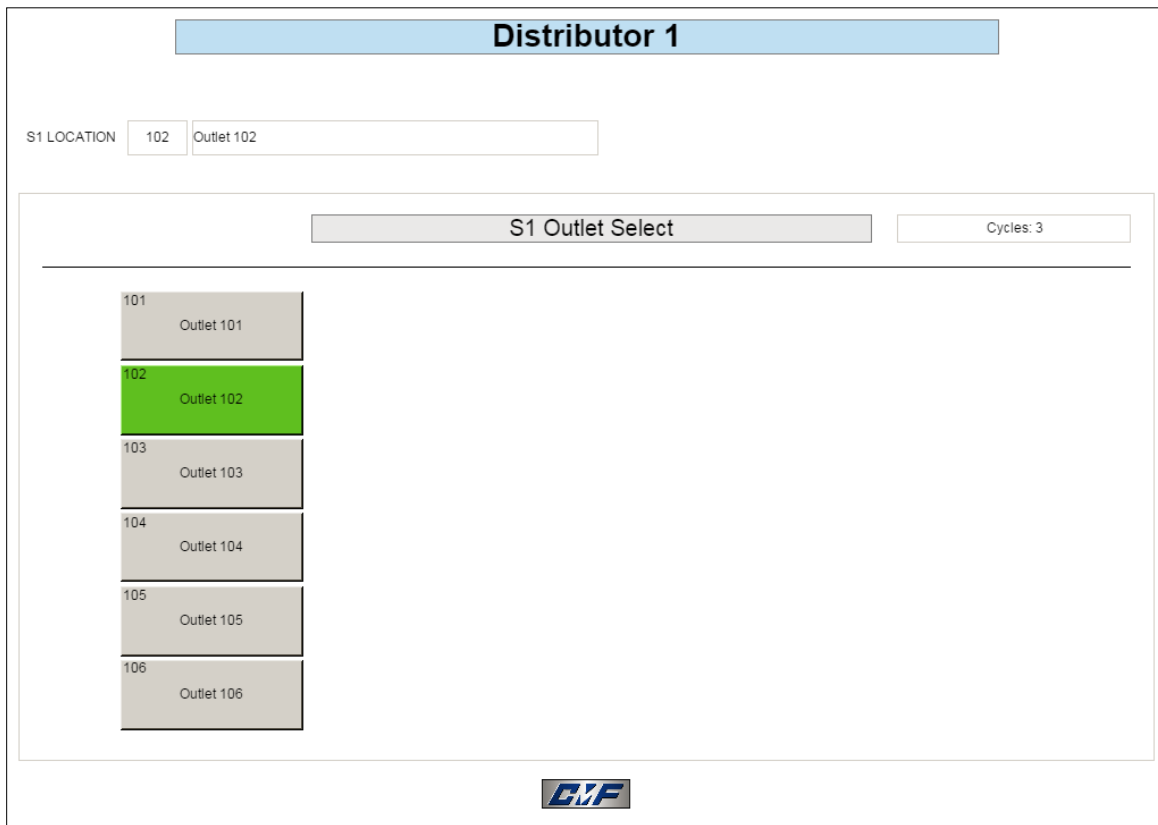 Distributor 1
S1 LOCATION 102 Outlet 102
S1 Outlet Select Cycles: 3
101
Outlet 101
102
Outlet 102
103
Outlet 103
104
Outlet 104
105
Outlet 105
106
Outlet 106
CMF